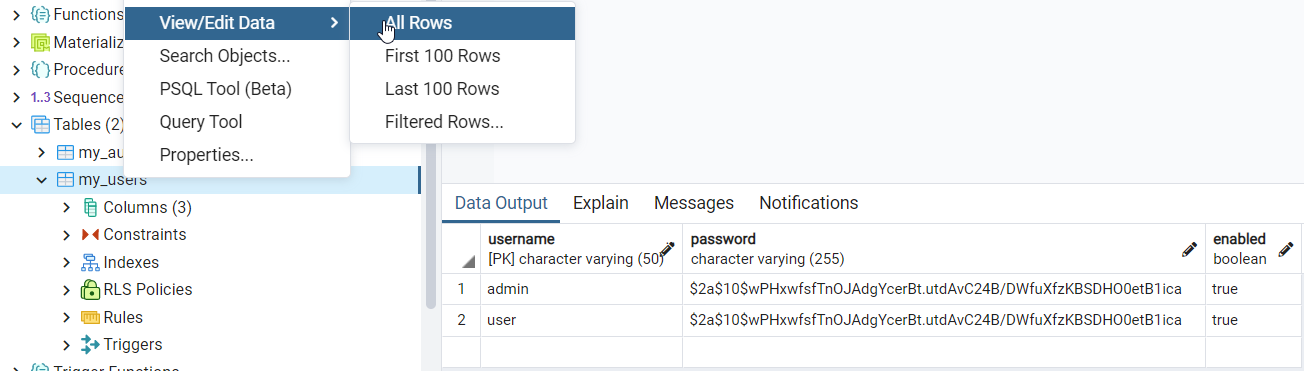 Functions
Materializ
Procedure
1..3 Sequence
Tables (2)
my_au
my_users
Columns (3)
Constraints
Indexes
RLS Policies
Rules
Triggers
View/Edit Data
Search Objects...
PSQL Tool (Beta)
Query Tool
Properties...
All Rows
First 100 Rows
Last 100 Rows
Filtered Rows...
Data Output Explain Messages Notifications
username password enabled
[PK] character varying (50) character varying (255) boolean
1 admin $2a$10$wPHxwfsfTnOJAdgYcerBt.utdAvC24B/DWfuXfzKBSDHO0etB1ica true
2 user $2a$10$wPHxwfsfTnOJAdgYcerBt.utdAvC24B/DWfuXfzKBSDHO0etB1ica true
Trigger Functions